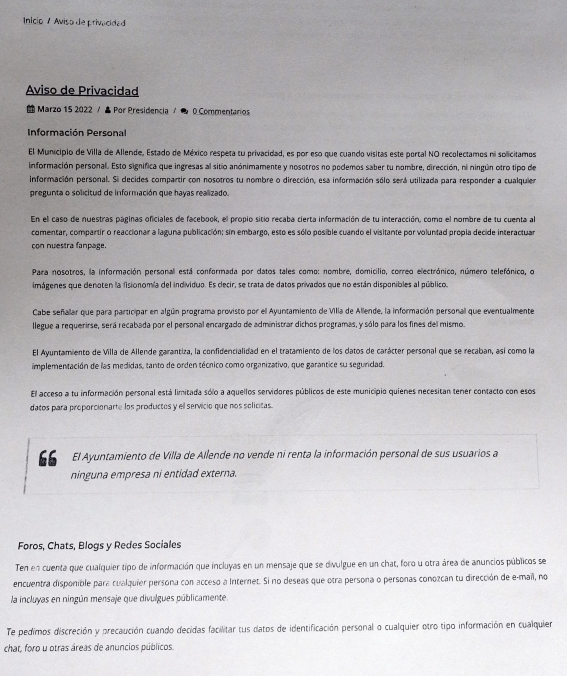 Inicio / Aviso de privacidad
Aviso de Privacidad
Marzo 15 2022 / Por Presidencia / 0 Commentarios
Información Personal
El Municipio de Villa de Allende, Estado de México respeta tu privacidad, es por eso que cuando visitas este portal NO recolectamos ni solicitamos
información personal. Esto significa que ingresas al sitio anónimamente y nosotros no podemos saber tu nombre, dirección, ni ningún otro tipo de
información personal. Si decides compartir con nosotros tu nombre o dirección, esa información sólo será utilizada para responder a cualquier
pregunta o solicitud de información que hayas realizado.
En el caso de nuestras paginas oficiales de facebook, el propio sitio recaba cierta información de tu interacción, como el nombre de tu cuenta al
comentar, compartir o reaccionar a laguna publicación; sin embargo, esto es sólo posible cuando el visitante por voluntad propia decide interactuar
con nuestra fanpage.
Para nosotros, la información personal está conformada por datos tales como: nombre, domicilio, correo electrónico, número telefónico, o
imágenes que denoten la fisionomía del individuo. Es decir, se trata de datos privados que no están disponibles al público.
Cabe señalar que para participar en algún programa provisto por el Ayuntamiento de Villa de Allende, la información personal que eventualmente
llegue a requerirse, será recabada por el personal encargado de administrar dichos programas, y sólo para los fines del mismo.
El Ayuntamiento de Villa de Allende garantiza, la confidencialidad en el tratamiento de los datos de carácter personal que se recaban, así como la
implementación de las medidas, tanto de orden técnico como organizativo, que garantice su seguridad.
El acceso a tu información personal está limitada sólo a aquellos servidores públicos de este municipio quienes necesitan tener contacto con esos
datos para proporcionarte los productos y el servicio que nos solicitas.
El Ayuntamiento de Villa de Allende no vende ni renta la información personal de sus usuarios a
ninguna empresa ni entidad externa.
Foros, Chats, Blogs y Redes Sociales
Ten en cuenta que cualquier tipo de información que incluyas en un mensaje que se divulgue en un chat, foro u otra área de anuncios públicos se
encuentra disponible para cualquier persona con acceso a Internet. Si no deseas que otra persona o personas conozcan tu dirección de e-mail, no
la incluyas en ningún mensaje que divulgues públicamente.
Te pedimos discreción y precaución cuando decidas facilitar tus datos de identificación personal o cualquier otro tipo información en cualquier
chat, foro u otras áreas de anuncios públicos.